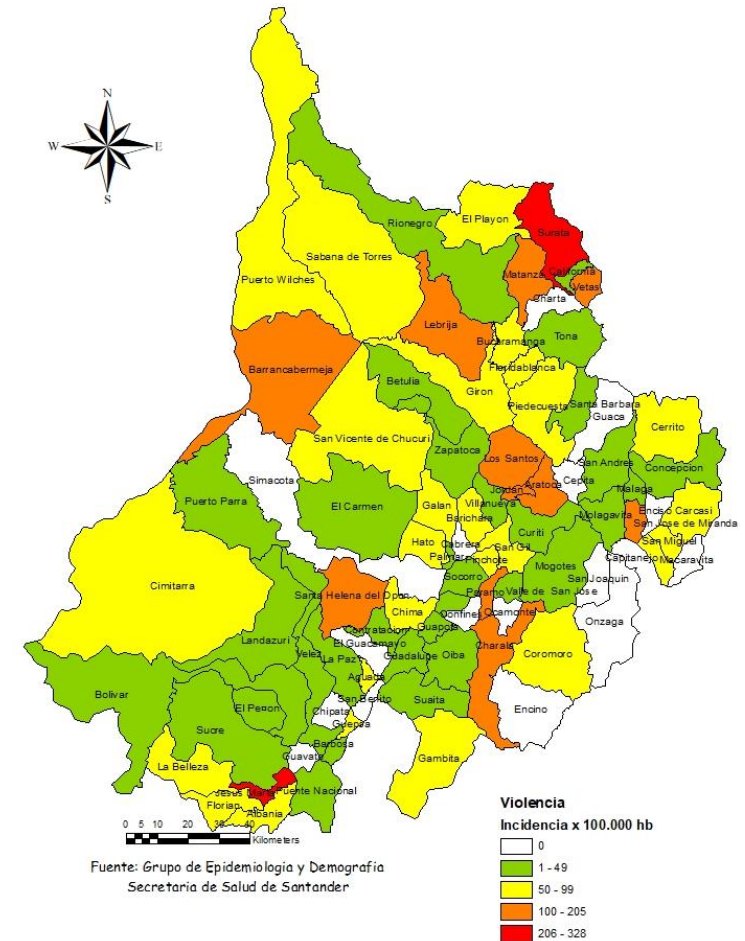 N
W E
S
Rionegro
El Playon
Surata
Sabana de Torres
Matanza
California
Vetas
Puerto Wilches
Charta
Lebrija
Bucaramanga
Tona
Floridablanca
Barrancabermeja
Betulia
Giron
Piedecuesta
Santa Barbara
Guaca
Cerrito
San Vicente de Chucuri
Zapatoca
Los Santos
San Andres
Concepcion
Simacota
Cepita
Aratoca
Jordan
Malaga
Puerto Parra
El Carmen
Galan
Villanueva
Enciso
Carcasi
Barichara
Molagavita
San Jose de Miranda
Curiti
Hato
Cabrera
San Gil
San Miguel
Palmar
Pinchote
Capitanejo
Macaravita
Cimitarra
Socorro
Mogotes
San Joaquin
Santa Helena del Opon
Paramo
Valle de San Jose
Chima
Confines
Ocamonte
Onzaga
Contratacion
Guapota
Landazuri
El Guacamayo
Charala
Velez
La Paz
Guadalupe
Oiba
Coromoro
Aguada
Bolivar
San Benito
Suaita
El Penon
Chipata
Encino
Guepsa
Sucre
Barbosa
Guavata
Gambita
La Belleza
Jesus Maria
Puente Nacional
Florian
Albania
0 5 10 20 30 40
Kilometers
Fuente: Grupo de Epidemiologia y Demografia
Secretaria de Salud de Santander
Violencia
Incidencia x 100.000 hb
0
1 - 49
50 - 99
100 - 205
206 - 328